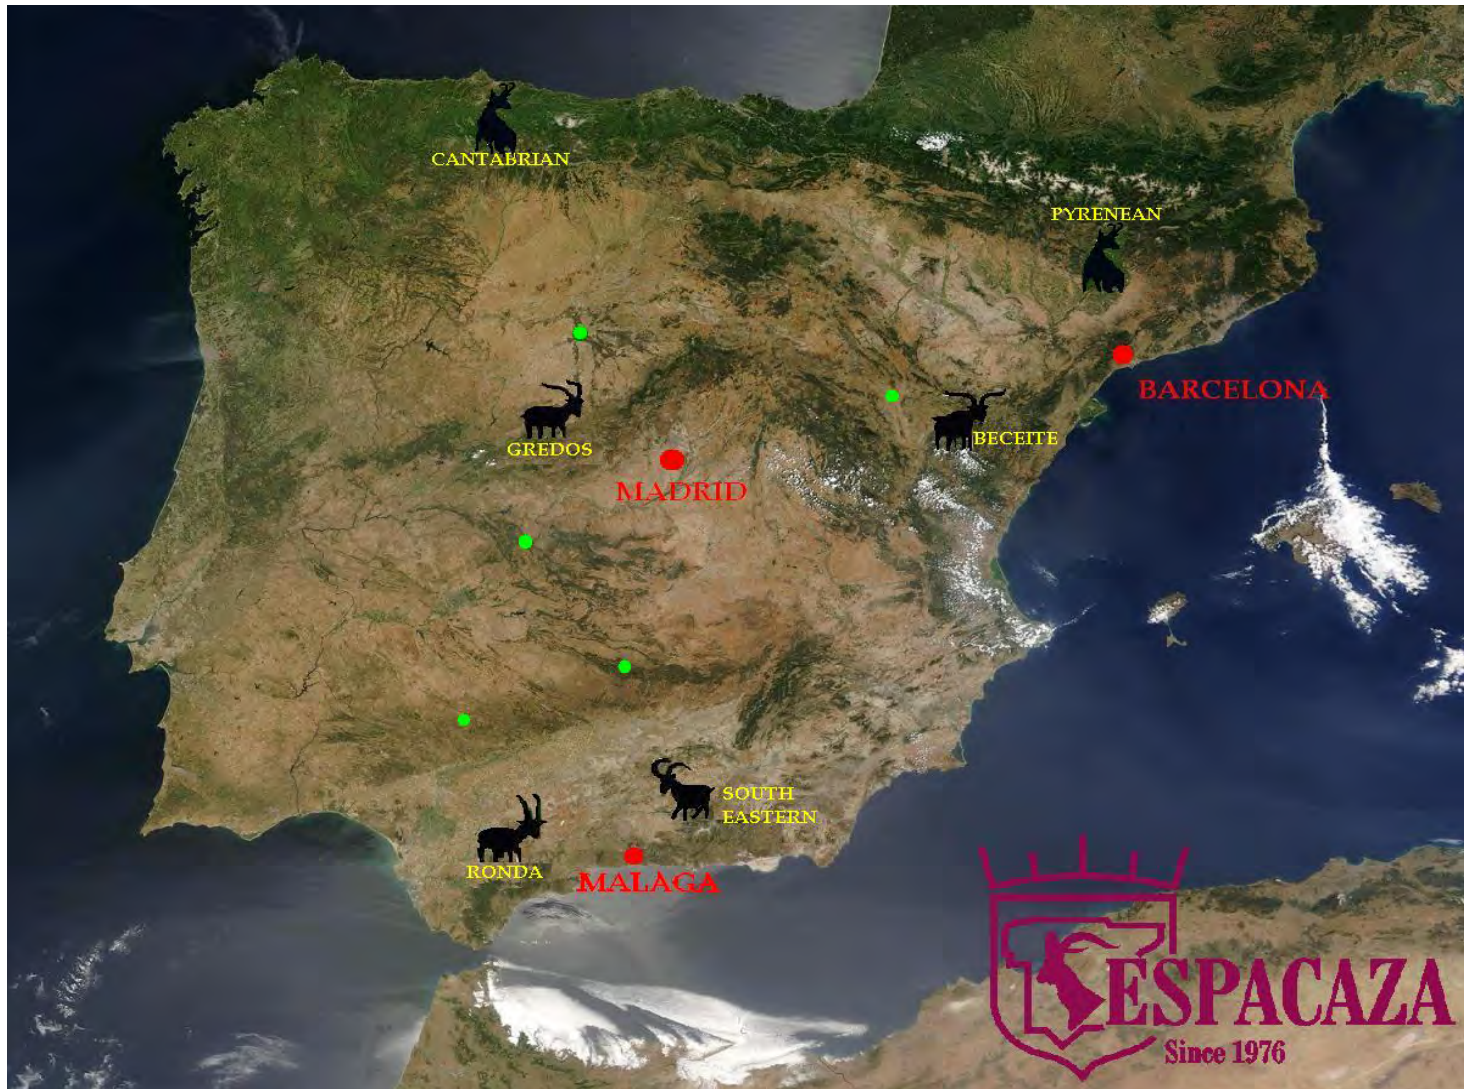 CANTABRIAN
PYRENEAN
BARCELONA
BECEITE
GREDOS
MADRID
SOUTH
EASTERN
RONDA
MALAGA
ESPACAZA
Since 1976